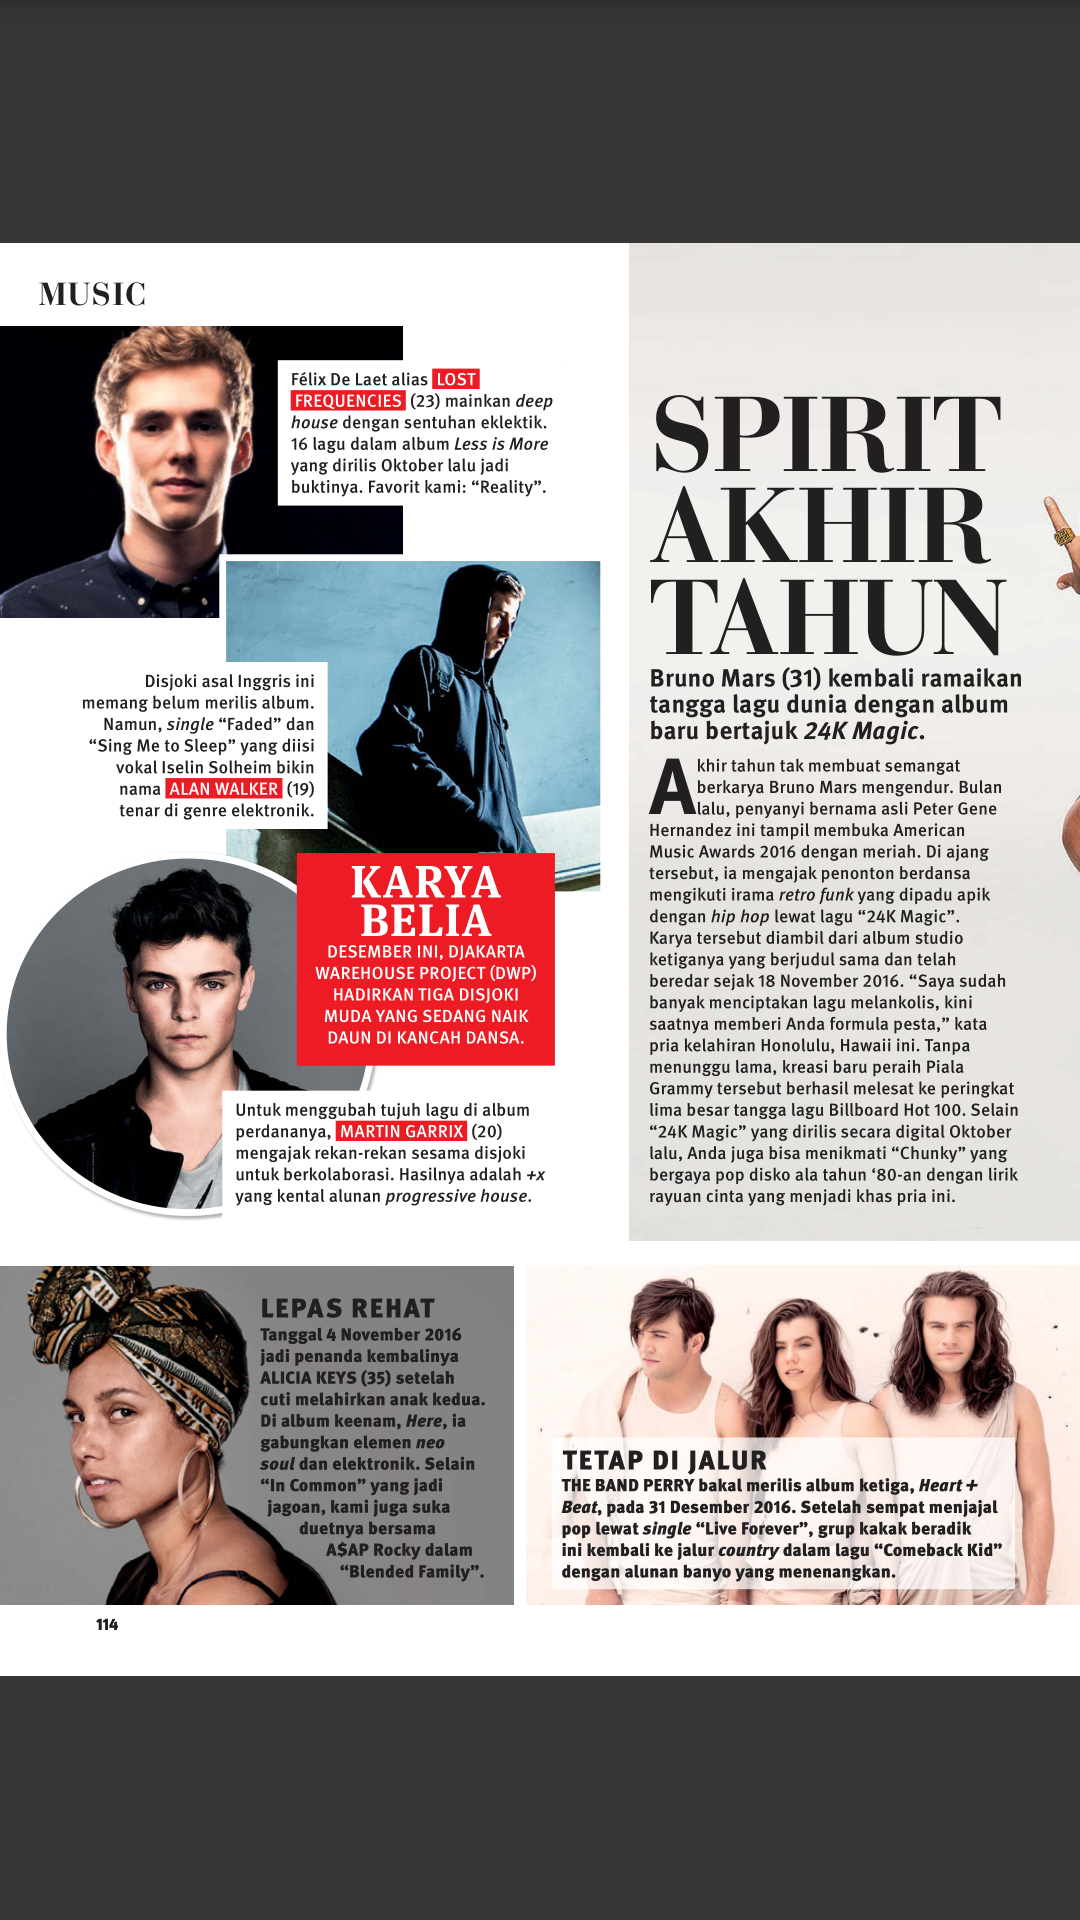 MUSIC
Félix De Laet alias LOST
FREQUENCIES (23) mainkan deep
house dengan sentuhan eklektik.
16 lagu dalam album Less is More
yang dirilis Oktober lalu jadi
buktinya. Favorit kami: “Reality”.
Disjoki asal Inggris ini
memang belum merilis album.
Namun, single “Faded” dan
“Sing Me to Sleep” yang diisi
vokal Iselin Solheim bikin
nama ALAN WALKER (19)
tenar di genre elektronik.
KARYA
BELIA
DESEMBER INI, DJAKARTA
WAREHOUSE PROJECT (DWP)
HADIRKAN TIGA DISJOKI
MUDA YANG SEDANG NAIK
DAUN DI KANCAH DANSA.
Untuk menggubah tujuh lagu di album
perdananya, MARTIN GARRIX (20)
mengajak rekan-rekan sesama disjoki
untuk berkolaborasi. Hasilnya adalah +x
yang kental alunan progressive house.
SPIRIT
AKHIR
TAHUN
Bruno Mars (31) kembali ramaikan
tangga lagu dunia dengan album
baru bertajuk 24K Magic.
Akhir tahun tak membuat semangat
berkarya Bruno Mars mengendur. Bulan
lalu, penyanyi bernama asli Peter Gene
Hernandez ini tampil membuka American
Music Awards 2016 dengan meriah. Di ajang
tersebut, ia mengajak penonton berdansa
mengikuti irama retro funk yang dipadu apik
dengan hip hop lewat lagu “24K Magic”.
Karya tersebut diambil dari album studio
ketiganya yang berjudul sama dan telah
beredar sejak 18 November 2016. “Saya sudah
banyak menciptakan lagu melankolis, kini
saatnya memberi Anda formula pesta,” kata
pria kelahiran Honolulu, Hawaii ini. Tanpa
menunggu lama, kreasi baru peraih Piala
Grammy tersebut berhasil melesat ke peringkat
lima besar tangga lagu Billboard Hot 100. Selain
“24K Magic” yang dirilis secara digital Oktober
lalu, Anda juga bisa menikmati “Chunky” yang
bergaya pop disko ala tahun ‘80-an dengan lirik
rayuan cinta yang menjadi khas pria ini.
LEPAS REHAT
Tanggal 4 November 2016
jadi penanda kembalinya
ALICIA KEYS (35) setelah
cuti melahirkan anak kedua.
Di album keenam, Here, ia
gabungkan elemen neo
soul dan elektronik. Selain
“In Common” yang jadi
jagoan, kami juga suka
duetnya bersama
A$AP Rocky dalam
“Blended Family”.
TETAP DI JALUR
THE BAND PERRY bakal merilis album ketiga, Heart +
Beat, pada 31 Desember 2016. Setelah sempat menjajal
pop lewat single “Live Forever”, grup kakak beradik
ini kembali ke jalur country dalam lagu “Comeback Kid”
dengan alunan banyo yang menenangkan.
114